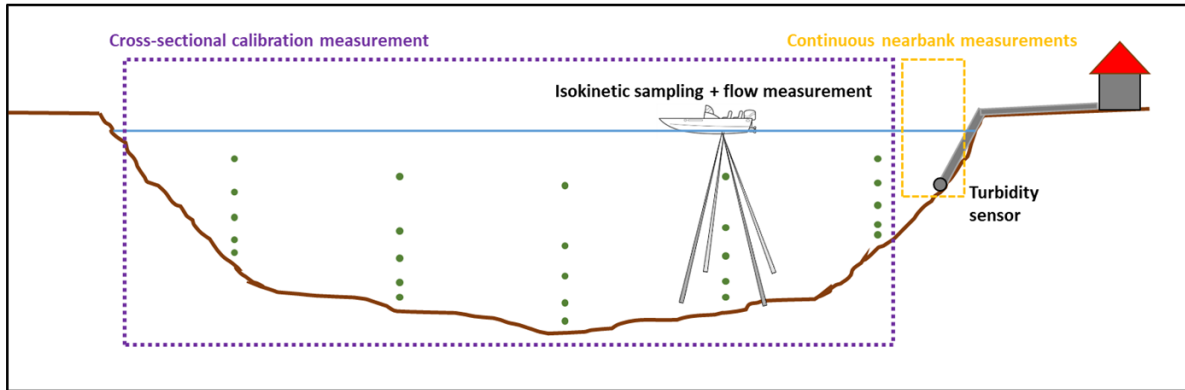 Cross-sectional calibration measurement
Continuous nearbank measurements
Isokinetic sampling + flow measurement
Turbidity
sensor